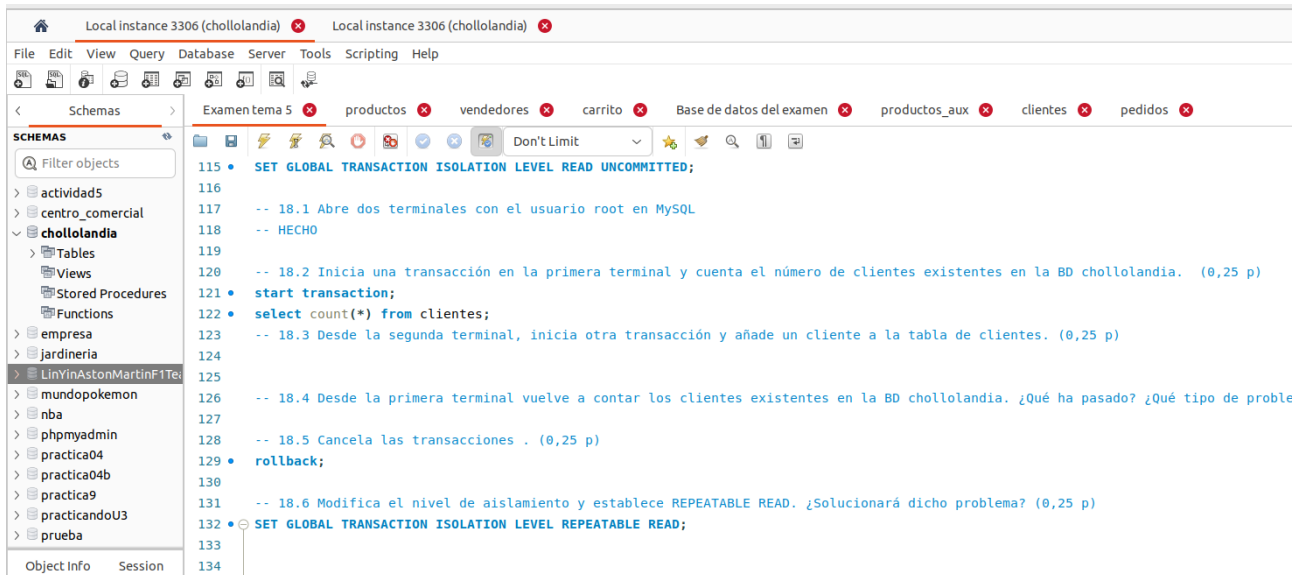 Local instance 3306 (chollolandia) Local instance 3306 (chollolandia)
File Edit View Query Database Server Tools Scripting Help
Schemas Examen tema 5 productos vendedores carrito Base de datos del examen productos_aux clientes pedidos
SCHEMAS
Don't Limit
Filter objects
actividad5
centro_comercial
chollolandia
Tables
Views
Stored Procedures
Functions
empresa
jardineria
LinYinAstonMartinF1Tea
mundopokemon
nba
phpmyadmin
practica04
practica04b
practica9
practicandoU3
prueba
Object Info Session
115 SET GLOBAL TRANSACTION ISOLATION LEVEL READ UNCOMMITTED;
116
117 -- 18.1 Abre dos terminales con el usuario root en MySQL
118 -- HECHO
119
120 -- 18.2 Inicia una transacción en la primera terminal y cuenta el número de clientes existentes en la BD chollolandia. (0,25 p)
121 start transaction;
122 select count(*) from clientes;
123 -- 18.3 Desde la segunda terminal, inicia otra transacción y añade un cliente a la tabla de clientes. (0,25 p)
124
125
126 -- 18.4 Desde la primera terminal vuelve a contar los clientes existentes en la BD chollolandia. ¿Qué ha pasado? ¿Qué tipo de proble
127
128 -- 18.5 Cancela las transacciones . (0,25 p)
129 rollback;
130
131 -- 18.6 Modifica el nivel de aislamiento y establece REPEATABLE READ. ¿Solucionará dicho problema? (0,25 p)
132 SET GLOBAL TRANSACTION ISOLATION LEVEL REPEATABLE READ;
133
134